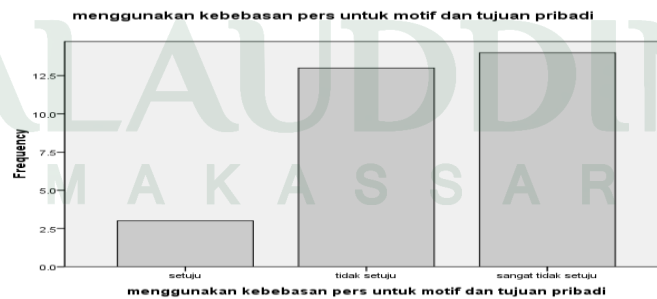 menggunakan kebebasan pers untuk motif dan tujuan pribadi
ALAUDDIN
MAKASSAR
Frequency
12.5
10.0
7.5
5.0
2.5
0.0
setuju
tidak setuju
sangat tidak setuju
menggunakan kebebasan pers untuk motif dan tujuan pribadi